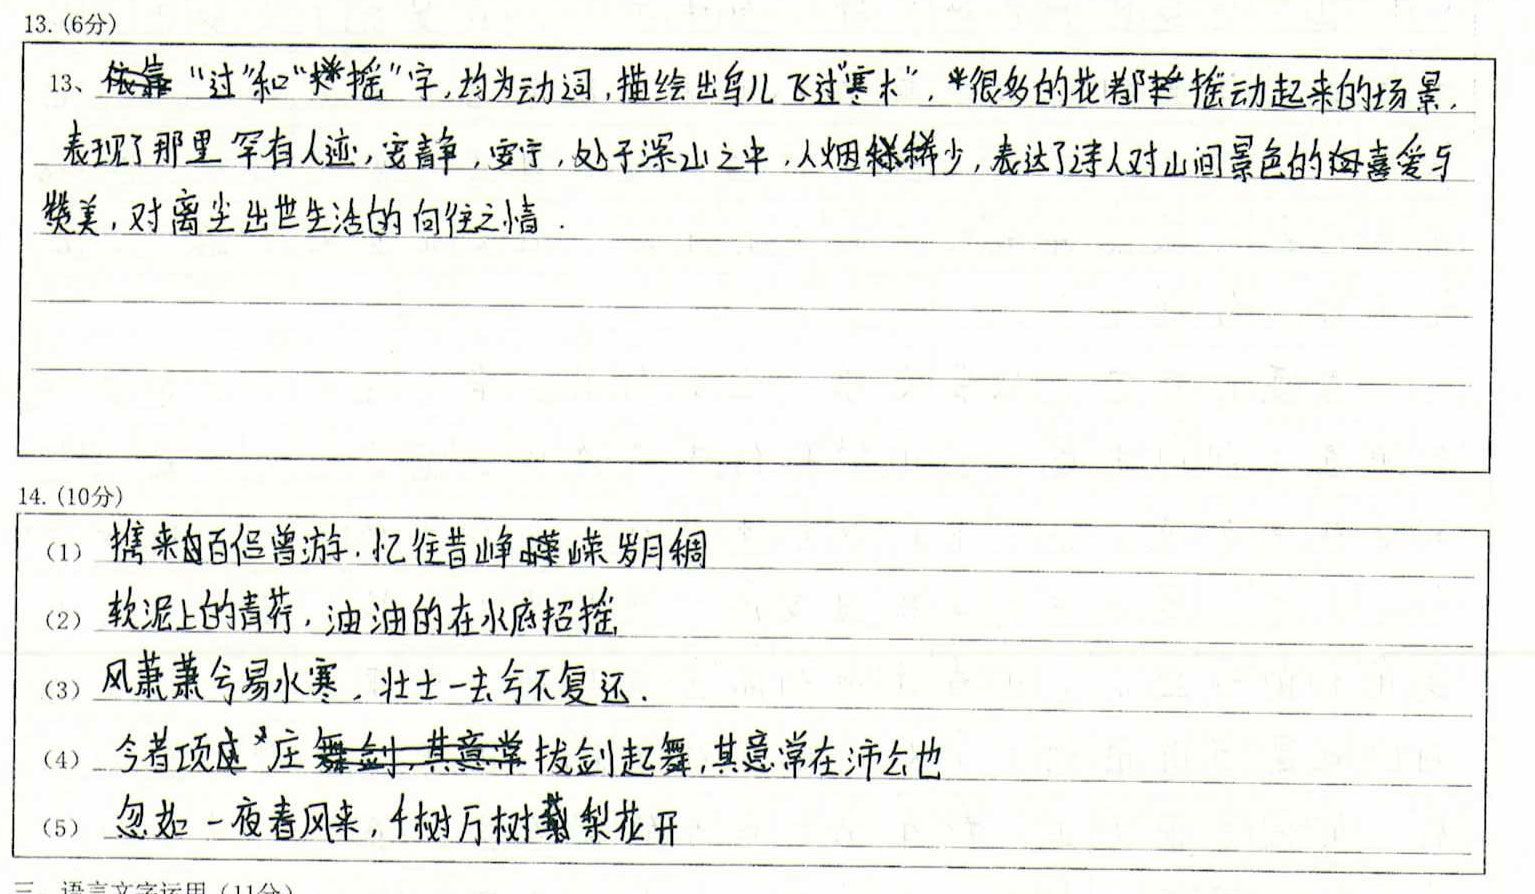 13. (6分)
13、"过"和"摇"字,均为动词,描绘出鸟儿飞过"寒木",很多的花都摇动起来的场景,
表现了那里罕有人迹,安静,安宁,处于深山之中,人烟稀少,表达了诗人对山间景色的喜爱与
赞美,对离尘出世生活的向往之情.
14. (10分)
(1) 携来百侣曾游.忆往昔峥嵘岁月稠
(2) 软泥上的青荇,油油的在水底招摇
(3) 风萧萧兮易水寒,壮士一去兮不复还.
(4) 今者项庄拔剑起舞,其意常在沛公也
(5) 忽如一夜春风来,千树万树梨花开
三、语言文字运用(11分)